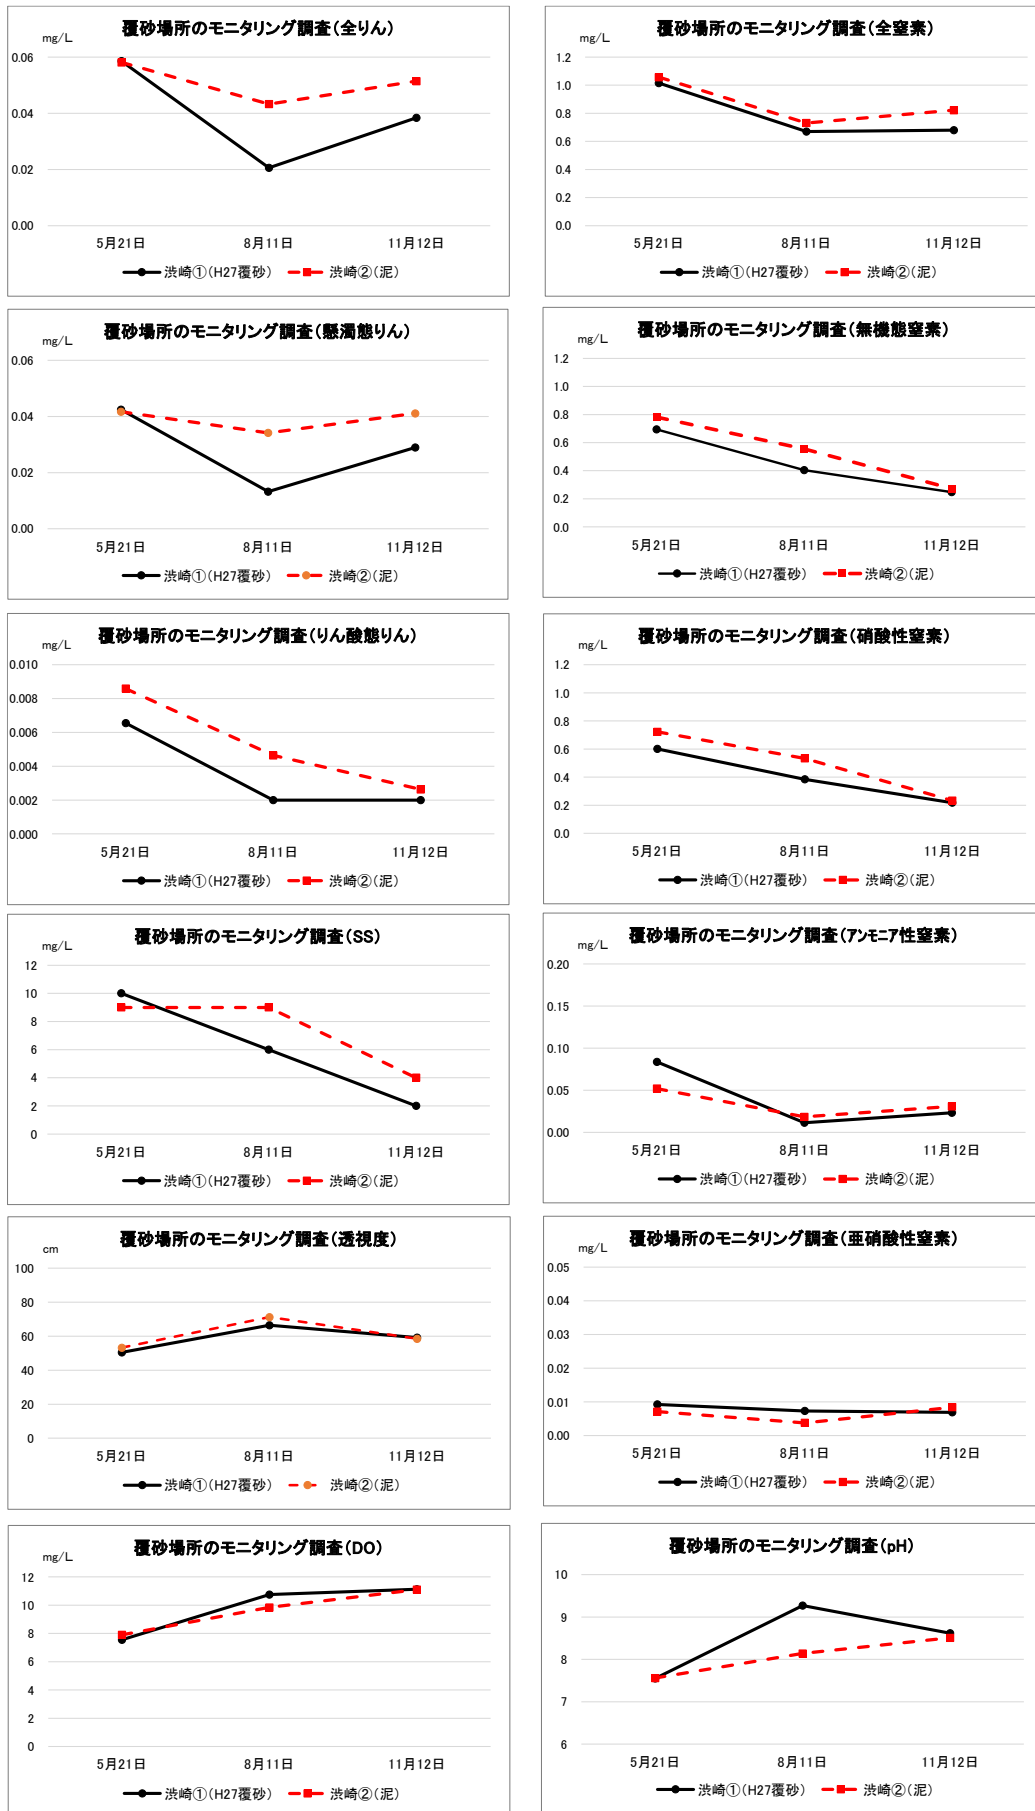 覆砂場所のモニタリング調査(全りん)
mg/L
0.06
0.04
0.02
0.00
5月21日 8月11日 11月12日
渋崎①(H27覆砂) 渋崎②(泥)
覆砂場所のモニタリング調査(全窒素)
mg/L
1.2
1.0
0.8
0.6
0.4
0.2
0.0
5月21日 8月11日 11月12日
渋崎①(H27覆砂) 渋崎②(泥)
覆砂場所のモニタリング調査(懸濁態りん)
mg/L
0.06
0.04
0.02
0.00
5月21日 8月11日 11月12日
渋崎①(H27覆砂) 渋崎②(泥)
覆砂場所のモニタリング調査(無機態窒素)
mg/L
1.2
1.0
0.8
0.6
0.4
0.2
0.0
5月21日 8月11日 11月12日
渋崎①(H27覆砂) 渋崎②(泥)
覆砂場所のモニタリング調査(りん酸態りん)
mg/L
0.010
0.008
0.006
0.004
0.002
0.000
5月21日 8月11日 11月12日
渋崎①(H27覆砂) 渋崎②(泥)
覆砂場所のモニタリング調査(硝酸性窒素)
mg/L
1.2
1.0
0.8
0.6
0.4
0.2
0.0
5月21日 8月11日 11月12日
渋崎①(H27覆砂) 渋崎②(泥)
覆砂場所のモニタリング調査(SS)
mg/L
12
10
8
6
4
2
0
5月21日 8月11日 11月12日
渋崎①(H27覆砂) 渋崎②(泥)
覆砂場所のモニタリング調査(アンモニア性窒素)
mg/L
0.20
0.15
0.10
0.05
0.00
5月21日 8月11日 11月12日
渋崎①(H27覆砂) 渋崎②(泥)
覆砂場所のモニタリング調査(透視度)
cm
100
80
60
40
20
0
5月21日 8月11日 11月12日
渋崎①(H27覆砂) 渋崎②(泥)
覆砂場所のモニタリング調査(亜硝酸性窒素)
mg/L
0.05
0.04
0.03
0.02
0.01
0.00
5月21日 8月11日 11月12日
渋崎①(H27覆砂) 渋崎②(泥)
覆砂場所のモニタリング調査(DO)
mg/L
12
10
8
6
4
2
0
5月21日 8月11日 11月12日
渋崎①(H27覆砂) 渋崎②(泥)
覆砂場所のモニタリング調査(pH)
10
9
8
7
6
5月21日 8月11日 11月12日
渋崎①(H27覆砂) 渋崎②(泥)